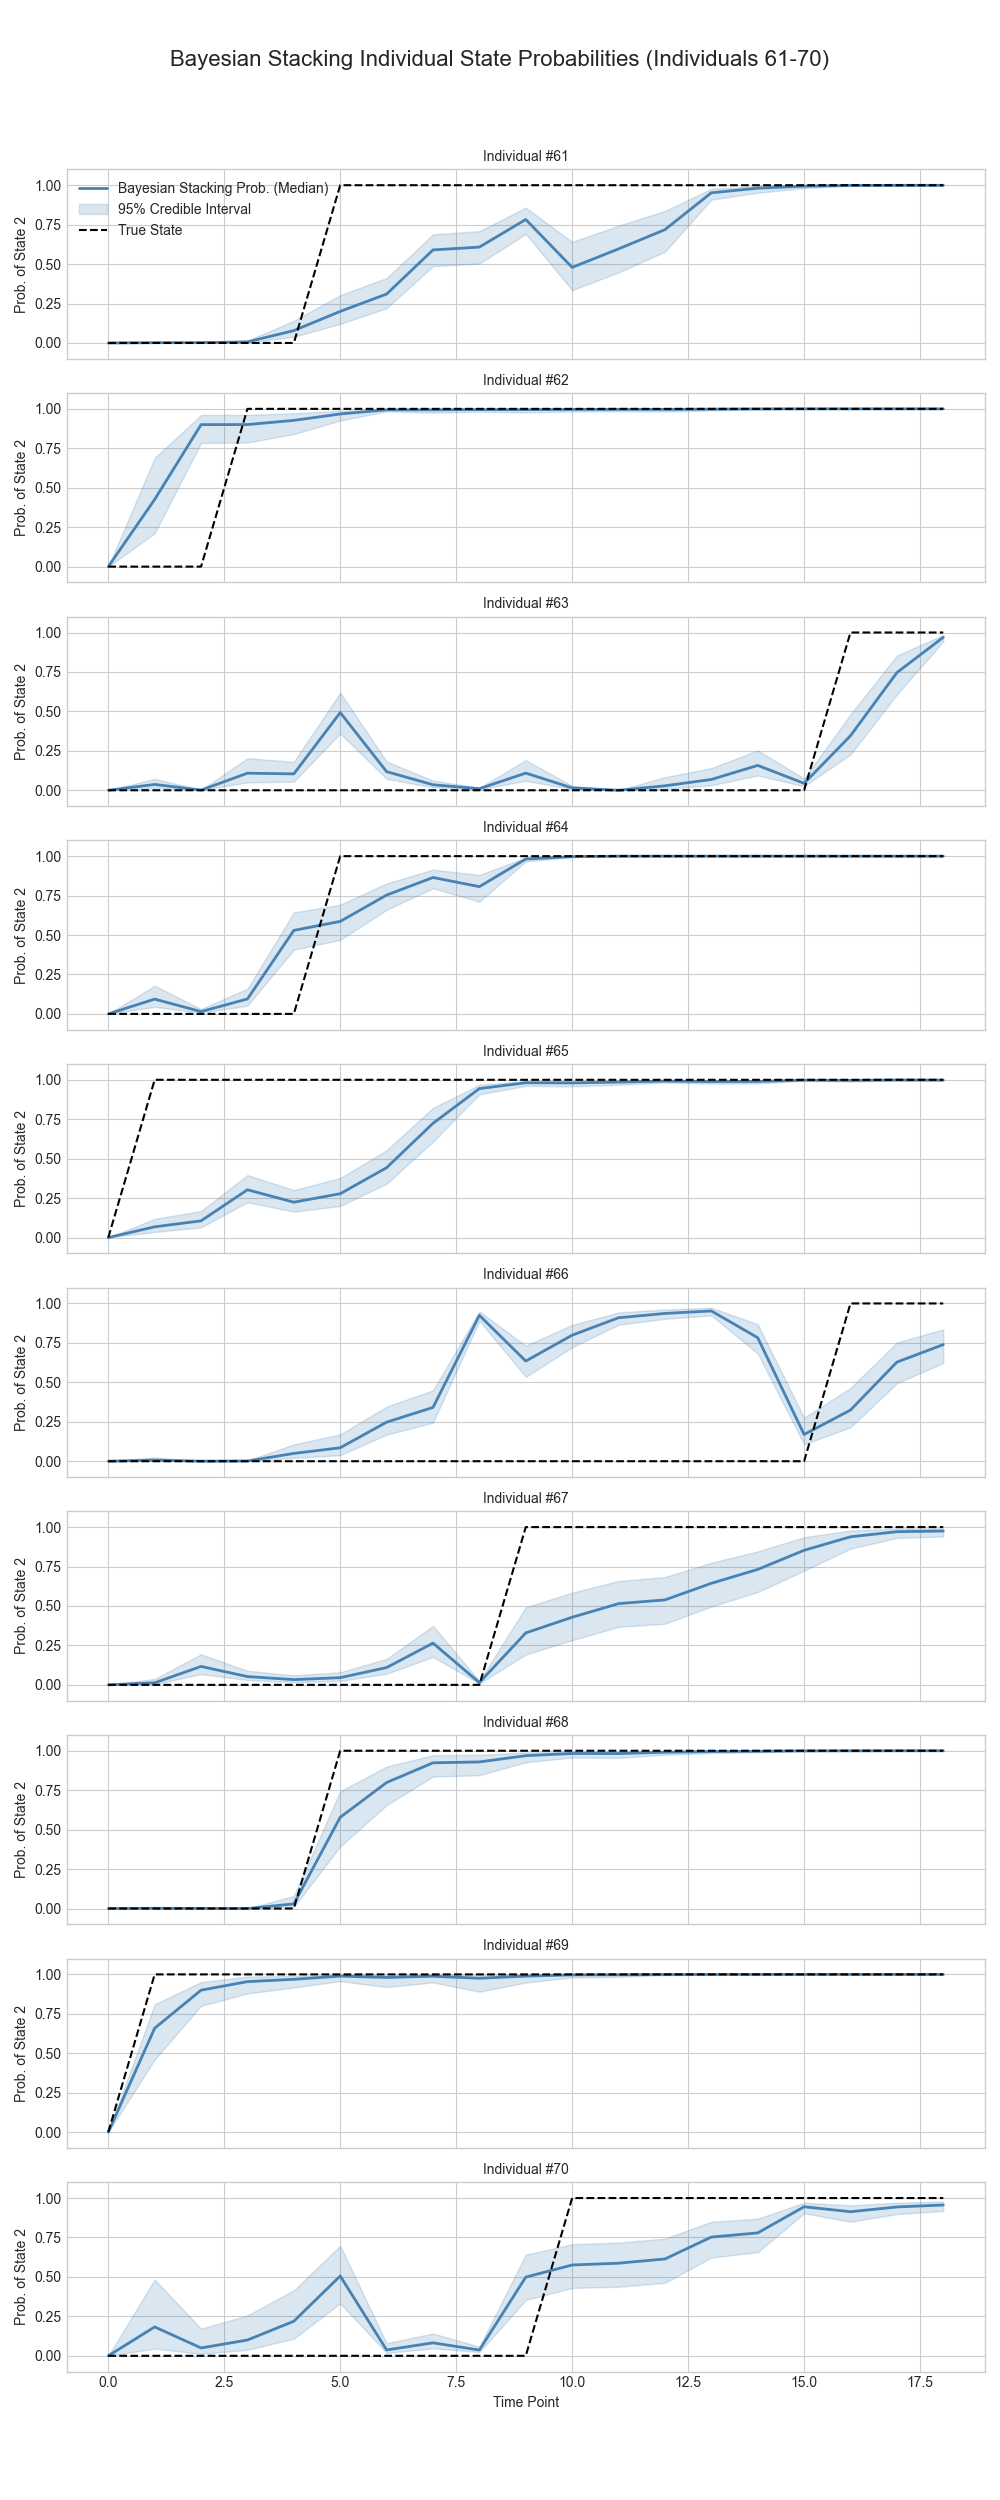 Bayesian Stacking Individual State Probabilities (Individuals 61-70)
Individual #61
Bayesian Stacking Prob. (Median)
95% Credible Interval
True State
Prob. of State 2
1.00
0.75
0.50
0.25
0.00
Individual #62
Prob. of State 2
1.00
0.75
0.50
0.25
0.00
Individual #63
Prob. of State 2
1.00
0.75
0.50
0.25
0.00
Individual #64
Prob. of State 2
1.00
0.75
0.50
0.25
0.00
Individual #65
Prob. of State 2
1.00
0.75
0.50
0.25
0.00
Individual #66
Prob. of State 2
1.00
0.75
0.50
0.25
0.00
Individual #67
Prob. of State 2
1.00
0.75
0.50
0.25
0.00
Individual #68
Prob. of State 2
1.00
0.75
0.50
0.25
0.00
Individual #69
Prob. of State 2
1.00
0.75
0.50
0.25
0.00
Individual #70
Prob. of State 2
1.00
0.75
0.50
0.25
0.00
0.0 2.5 5.0 7.5 10.0 12.5 15.0 17.5
Time Point